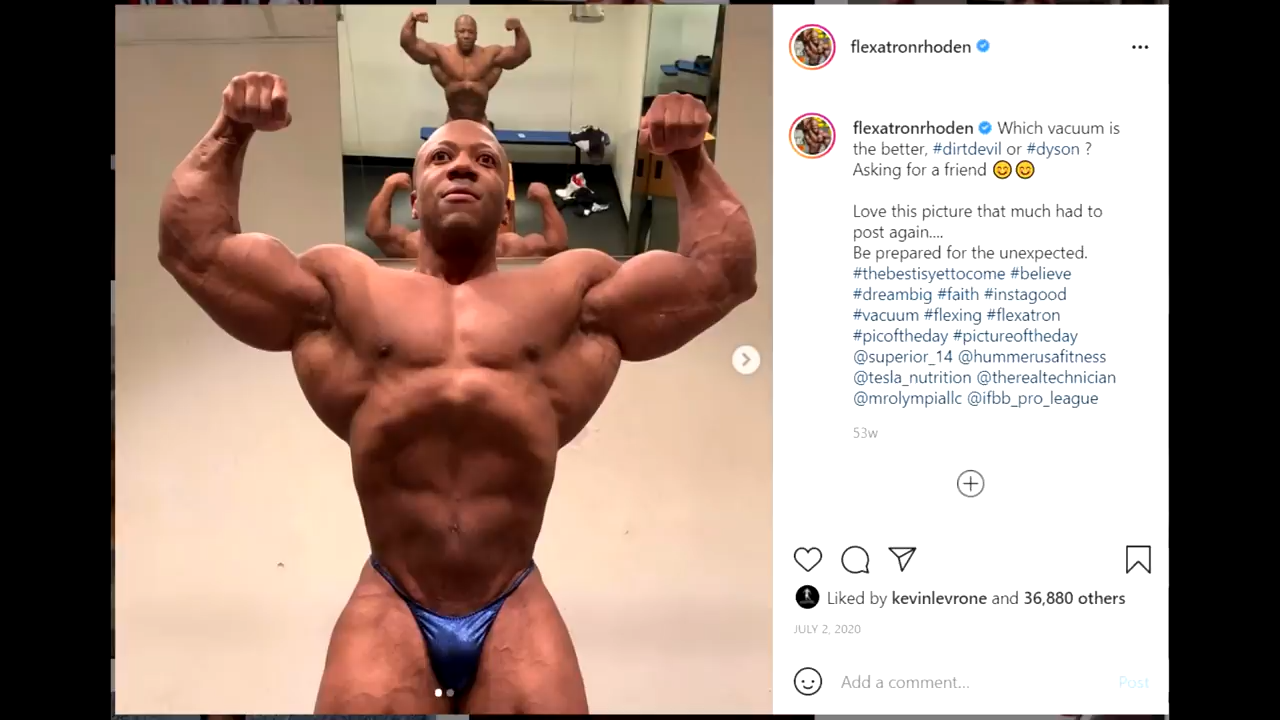 flexatronrhoden
flexatronrhoden Which vacuum is
the better, #dirtdevil or #dyson ?
Asking for a friend 😊😊
Love this picture that much had to
post again....
Be prepared for the unexpected.
#thebestisyettocome #believe
#dreambig #faith #instagood
#vacuum #flexing #flexatron
#picoftheday #pictureoftheday
@superior_14 @hummerusafitness
@tesla_nutrition @therealtechnician
@mrolympiallc @ifbb_pro_league
53w
Liked by kevinlevrone and 36,880 others
JULY 2, 2020
Add a comment... Post